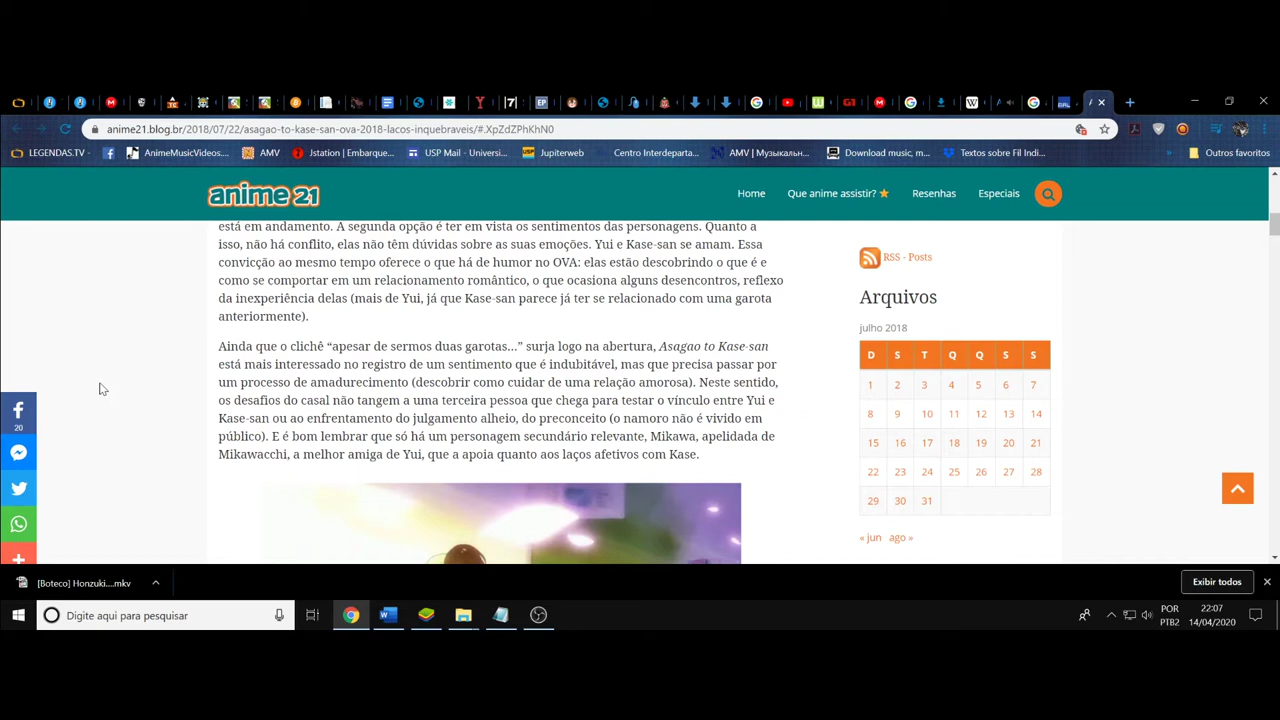 TC
Y
|7|
EP
W
G1
W
A
anime21.blog.br/2018/07/22/asagao-to-kase-san-ova-2018-lacos-inquebraveis/#.XpZdZPhKhN0
LEGENDAS.TV
AnimeMusicVideos....
AMV
Jstation | Embarque...
USP Mail - Universi...
Jupiterweb
Centro Interdeparta...
AMV | Музыкальн...
Download music, m...
Textos sobre Fil Indi...
»
Outros favoritos
anime 21
Home
Que anime assistir?
Resenhas
Especiais
está em andamento. A segunda opção é ter em vista os sentimentos das personagens. Quanto a
isso, não há conflito, elas não têm dúvidas sobre as suas emoções. Yui e Kase-san se amam. Essa
convicção ao mesmo tempo oferece o que há de humor no OVA: elas estão descobrindo o que é e
como se comportar em um relacionamento romântico, o que ocasiona alguns desencontros, reflexo
da inexperiência delas (mais de Yui, já que Kase-san parece já ter se relacionado com uma garota
anteriormente).
Ainda que o clichê “apesar de sermos duas garotas...” surja logo na abertura, Asagao to Kase-san
está mais interessado no registro de um sentimento que é indubitável, mas que precisa passar por
um processo de amadurecimento (descobrir como cuidar de uma relação amorosa). Neste sentido,
os desafios do casal não tangem a uma terceira pessoa que chega para testar o vínculo entre Yui e
Kase-san ou ao enfrentamento do julgamento alheio, do preconceito (o namoro não é vivido em
público). E é bom lembrar que só há um personagem secundário relevante, Mikawa, apelidada de
Mikawacchi, a melhor amiga de Yui, que a apoia quanto aos laços afetivos com Kase.
20
RSS - Posts
Arquivos
julho 2018
D S T Q Q S S
1 2 3 4 5 6 7
8 9 10 11 12 13 14
15 16 17 18 19 20 21
22 23 24 25 26 27 28
29 30 31
« jun ago »
[Boteco] Honzuki....mkv
Exibir todos
Digite aqui para pesquisar
POR
PTB2
22:07
14/04/2020